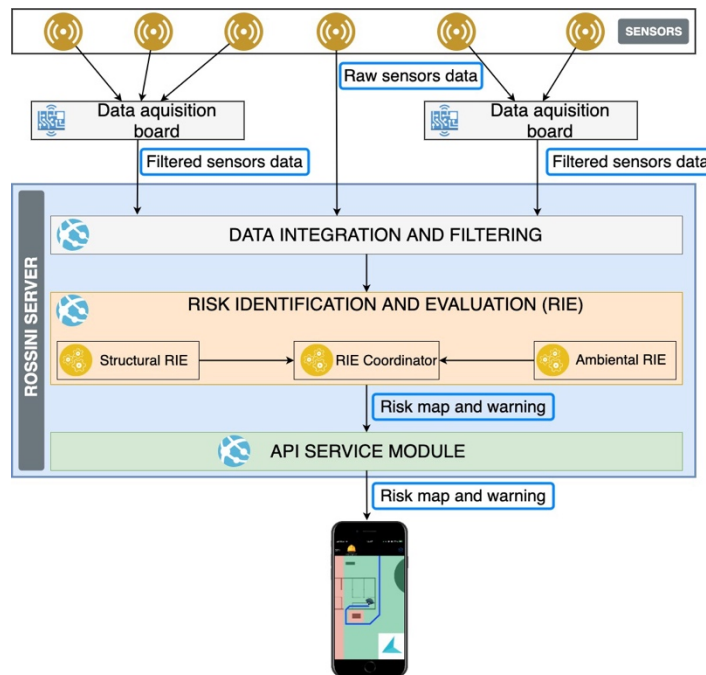 SENSORS
Raw sensors data
Data aquisition
board
Data aquisition
board
Filtered sensors data
Filtered sensors data
ROSSINI SERVER
DATA INTEGRATION AND FILTERING
RISK IDENTIFICATION AND EVALUATION (RIE)
Structural RIE
RIE Coordinator
Ambiental RIE
Risk map and warning
API SERVICE MODULE
Risk map and warning